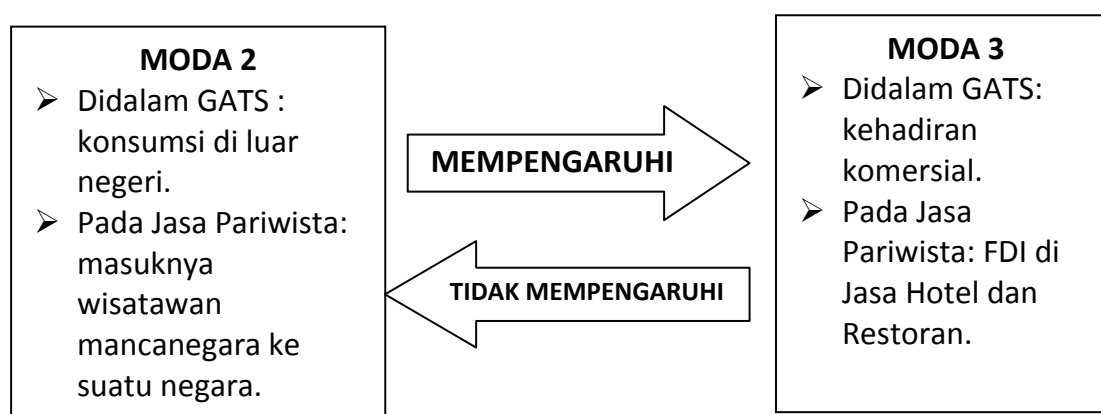 MODA 2
➢ Didalam GATS :
konsumsi di luar
negeri.
➢ Pada Jasa Pariwista:
masuknya
wisatawan
mancanegara ke
suatu negara.
MEMPENGARUHI
TIDAK MEMPENGARUHI
MODA 3
➢ Didalam GATS:
kehadiran
komersial.
➢ Pada Jasa
Pariwista: FDI di
Jasa Hotel dan
Restoran.